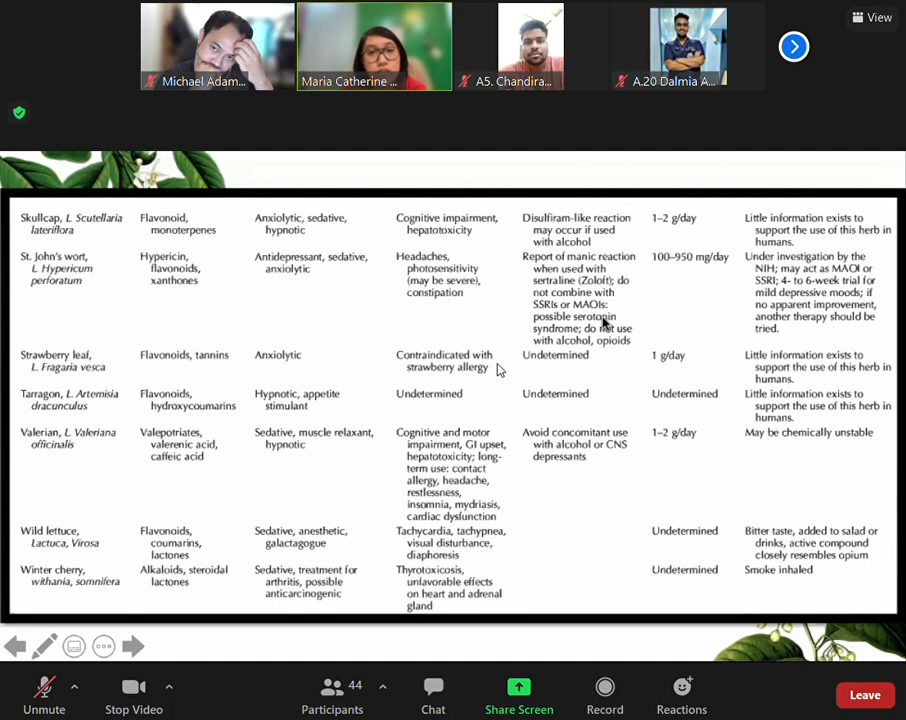 View
Michael Adam...
Maria Catherine ...
A5. Chandira...
A.20 Dalmia A...
Skullcap, L. Scutellaria
lateriflora
Flavonoid,
monoterpenes
Anxiolytic, sedative,
hypnotic
Cognitive impairment,
hepatotoxicity
Disulfiram-like reaction
may occur if used
with alcohol
1–2 g/day
Little information exists to
support the use of this herb in
humans.
St. John's wort,
L. Hypericum
perforatum
Hypericin,
flavonoids,
xanthones
Antidepressant, sedative,
anxiolytic
Headaches,
photosensitivity
(may be severe),
constipation
Report of manic reaction
when used with
sertraline (Zoloft); do
not combine with
SSRIs or MAOIs:
possible serotonin
syndrome; do not use
with alcohol, opioids
100–950 mg/day
Under investigation by the
NIH; may act as MAOI or
SSRI; 4- to 6-week trial for
mild depressive moods; if
no apparent improvement,
another therapy should be
tried.
Strawberry leaf,
L. Fragaria vesca
Flavonoids, tannins
Anxiolytic
Contraindicated with
strawberry allergy
Undetermined
1 g/day
Little information exists to
support the use of this herb in
humans.
Tarragon, L. Artemisia
dracunculus
Flavonoids,
hydroxycoumarins
Hypnotic, appetite
stimulant
Undetermined
Undetermined
Undetermined
Little information exists to
support the use of this herb in
humans.
Valerian, L. Valeriana
officinalis
Valepotriates,
valerenic acid,
caffeic acid
Sedative, muscle relaxant,
hypnotic
Cognitive and motor
impairment, GI upset,
hepatotoxicity; long-
term use: contact
allergy, headache,
restlessness,
insomnia, mydriasis,
cardiac dysfunction
Avoid concomitant use
with alcohol or CNS
depressants
1–2 g/day
May be chemically unstable
Wild lettuce,
Lactuca, Virosa
Flavonoids,
coumarins,
lactones
Sedative, anesthetic,
galactagogue
Tachycardia, tachypnea,
visual disturbance,
diaphoresis
Undetermined
Bitter taste, added to salad or
drinks, active compound
closely resembles opium
Winter cherry,
withania, somnifera
Alkaloids, steroidal
lactones
Sedative, treatment for
arthritis, possible
anticarcinogenic
Thyrotoxicosis,
unfavorable effects
on heart and adrenal
gland
Undetermined
Smoke inhaled
Unmute
Stop Video
44
Participants
Chat
Share Screen
Record
Reactions
Leave